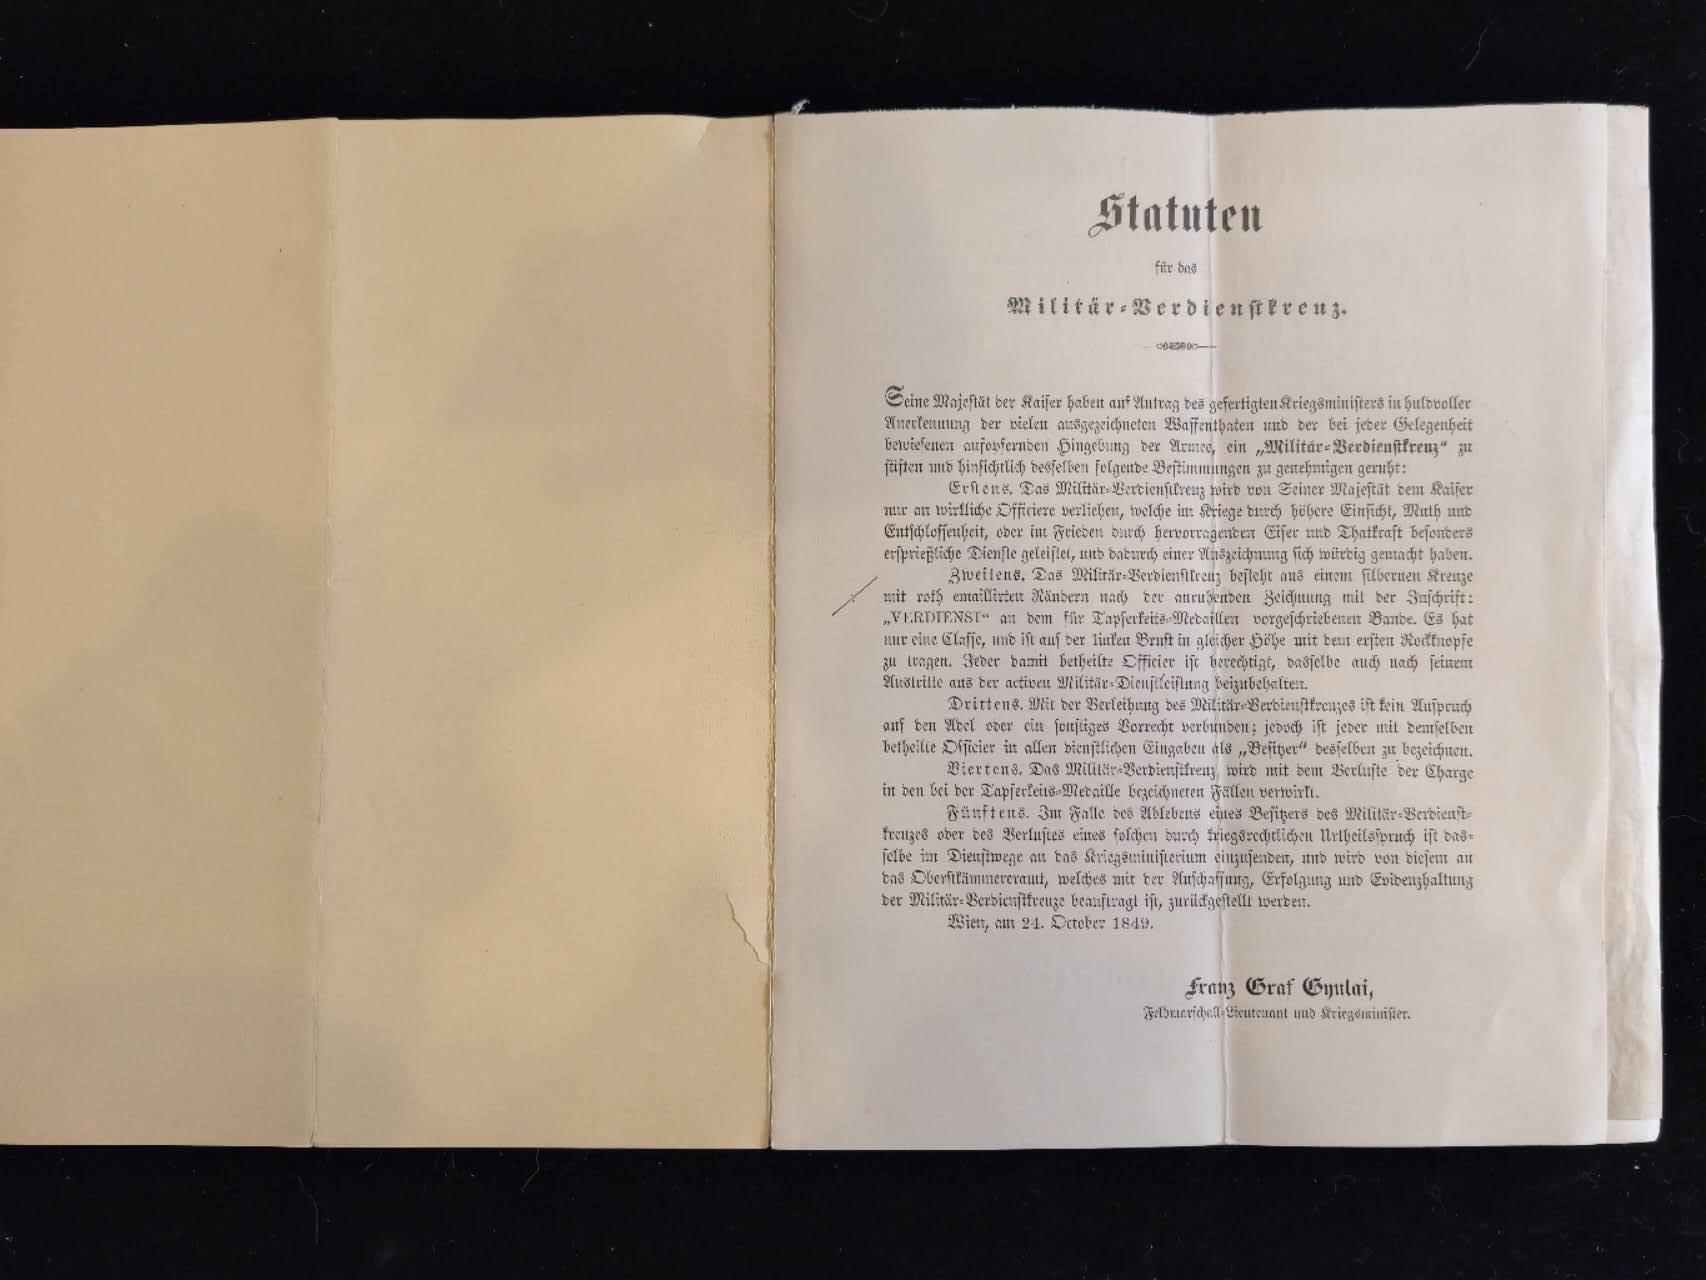 Statuten
für das
Militär-Verdienstkreuz.
Seine Majestät der Kaiser haben auf Antrag des gefertigten Kriegsministers in huldvoller
Anerkennung der vielen ausgezeichneten Waffenthaten und der bei jeder Gelegenheit
bewiesenen aufopfernden Hingebung der Armee, ein „Militär-Verdienstkreuz“ zu
stiften und hinsichtlich desselben folgende Bestimmungen zu genehmigen geruht:
Erstens. Das Militär-Verdienstkreuz wird von Seiner Majestät dem Kaiser
nur an wirkliche Officiere verliehen, welche im Kriege durch höhere Einsicht, Muth und
Entschlossenheit, oder im Frieden durch hervorragenden Eifer und Thatkraft besonders
ersprießliche Dienste geleistet, und dadurch einer Auszeichnung sich würdig gemacht haben.
Zweitens. Das Militär-Verdienstkreuz besteht aus einem silbernen Kreuze
mit roth emaillirten Rändern nach der anruhenden Zeichnung mit der Inschrift:
„VERDIENST“ an dem für Tapferkeits-Medaillen vorgeschriebenen Bande. Es hat
nur eine Classe, und ist auf der linken Brust in gleicher Höhe mit dem ersten Rockknopfe
zu tragen. Jeder damit betheilte Officier ist berechtigt, dasselbe auch nach seinem
Austritte aus der activen Militär-Dienstleistung beizubehalten.
Drittens. Mit der Verleihung des Militär-Verdienstkreuzes ist kein Anspruch
auf den Adel oder ein sonstiges Vorrecht verbunden; jedoch ist jeder mit demselben
betheilte Officier in allen dienstlichen Eingaben als „Besitzer“ desselben zu bezeichnen.
Viertens. Das Militär-Verdienstkreuz wird mit dem Verluste der Charge
in den bei der Tapferkeits-Medaille bezeichneten Fällen verwirkt.
Fünftens. Im Falle des Ablebens eines Besitzers des Militär-Verdienst-
kreuzes oder des Verlustes eines solchen durch kriegsrechtlichen Urtheilsspruch ist das-
selbe im Dienstwege an das Kriegsministerium einzusenden, und wird von diesem an
das Oberstkämmereramt, welches mit der Anschaffung, Erfolgung und Evidenzhaltung
der Militär-Verdienstkreuze beauftragt ist, zurückgestellt werden.
Wien, am 24. October 1849.
Franz Graf Gyulai,
Feldmarschall-Lieutenant und Kriegsminister.